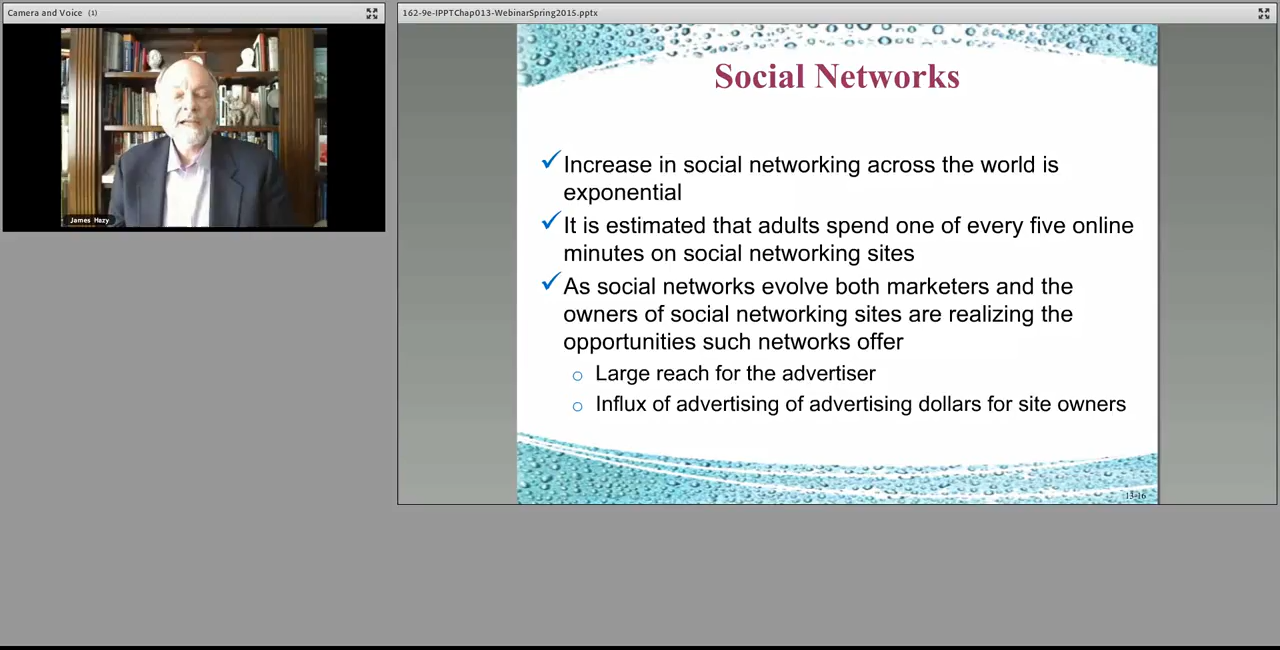 Camera and Voice (1)
James Hazy
162-9e-IPPTChap013-WebinarSpring2015.pptx
Social Networks
Increase in social networking across the world is
exponential
It is estimated that adults spend one of every five online
minutes on social networking sites
As social networks evolve both marketers and the
owners of social networking sites are realizing the
opportunities such networks offer
Large reach for the advertiser
Influx of advertising of advertising dollars for site owners
13-16